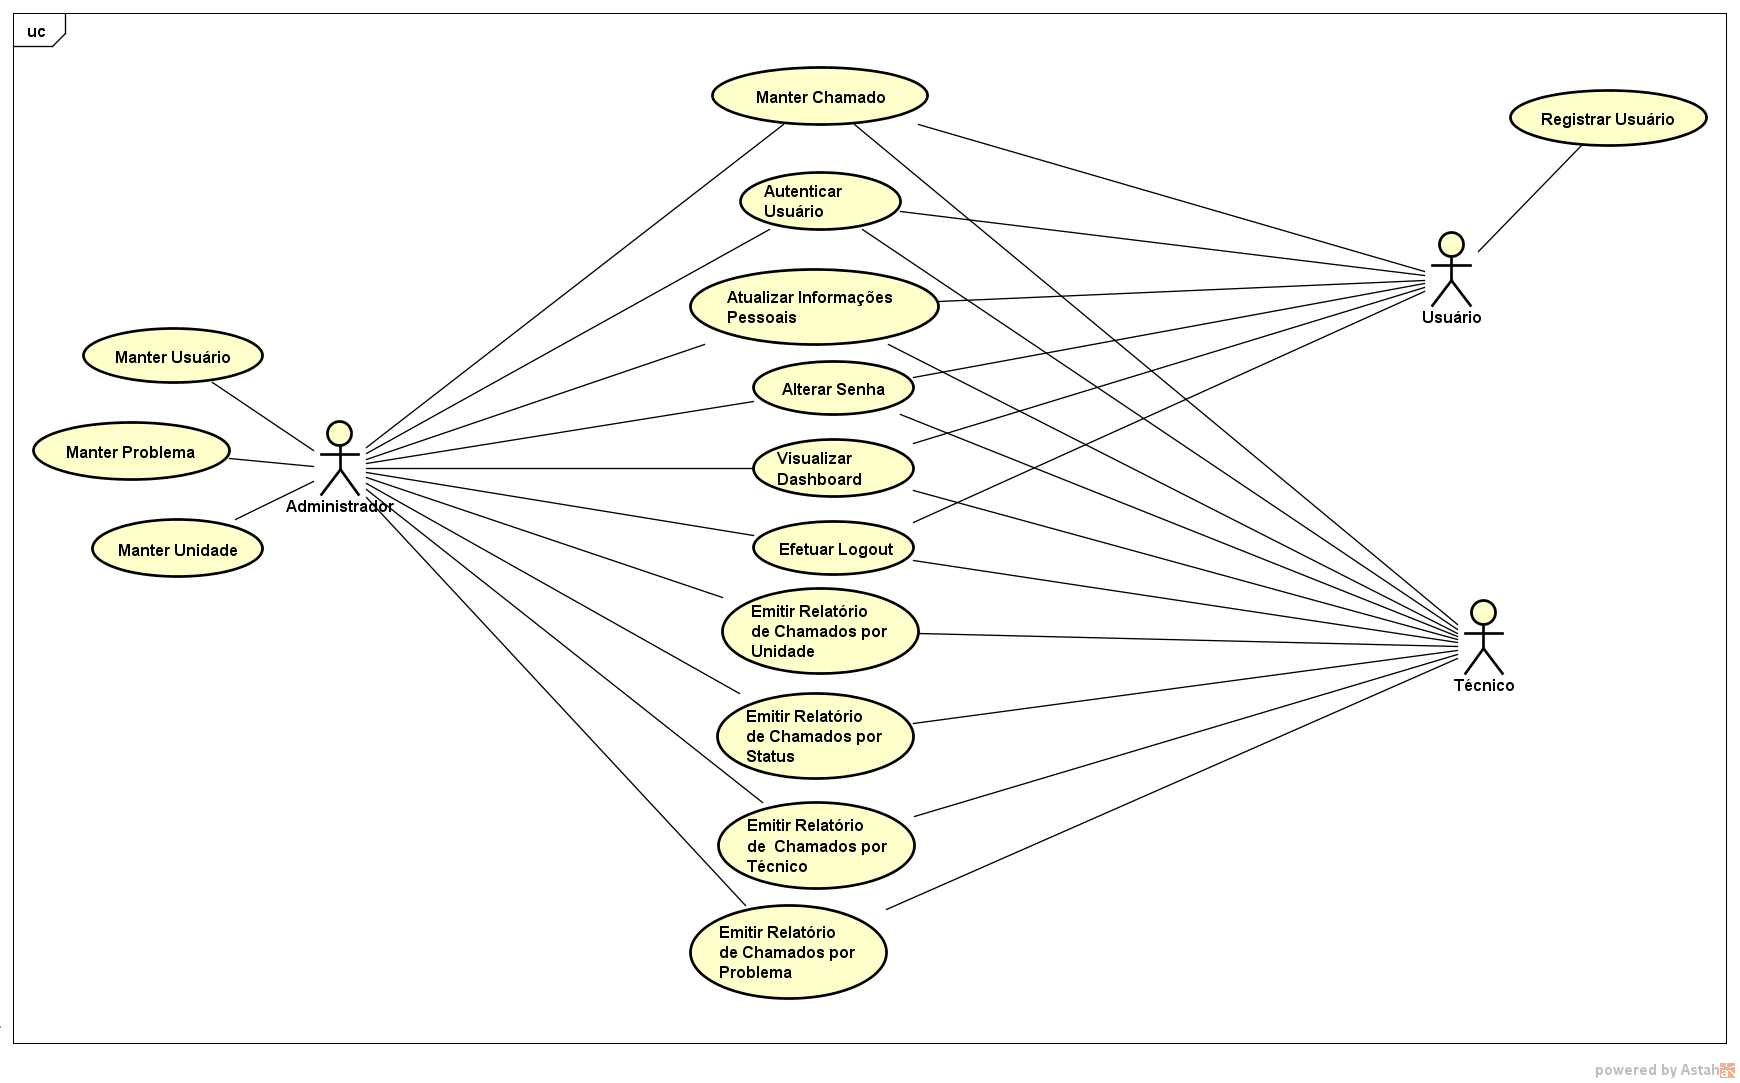 uc
Manter Chamado
Registrar Usuário
Autenticar
Usuário
Atualizar Informações
Pessoais
Usuário
Manter Usuário
Alterar Senha
Manter Problema
Visualizar
Dashboard
Administrador
Manter Unidade
Efetuar Logout
Emitir Relatório
de Chamados por
Unidade
Técnico
Emitir Relatório
de Chamados por
Status
Emitir Relatório
de  Chamados por
Técnico
Emitir Relatório
de Chamados por
Problema
powered by Astah